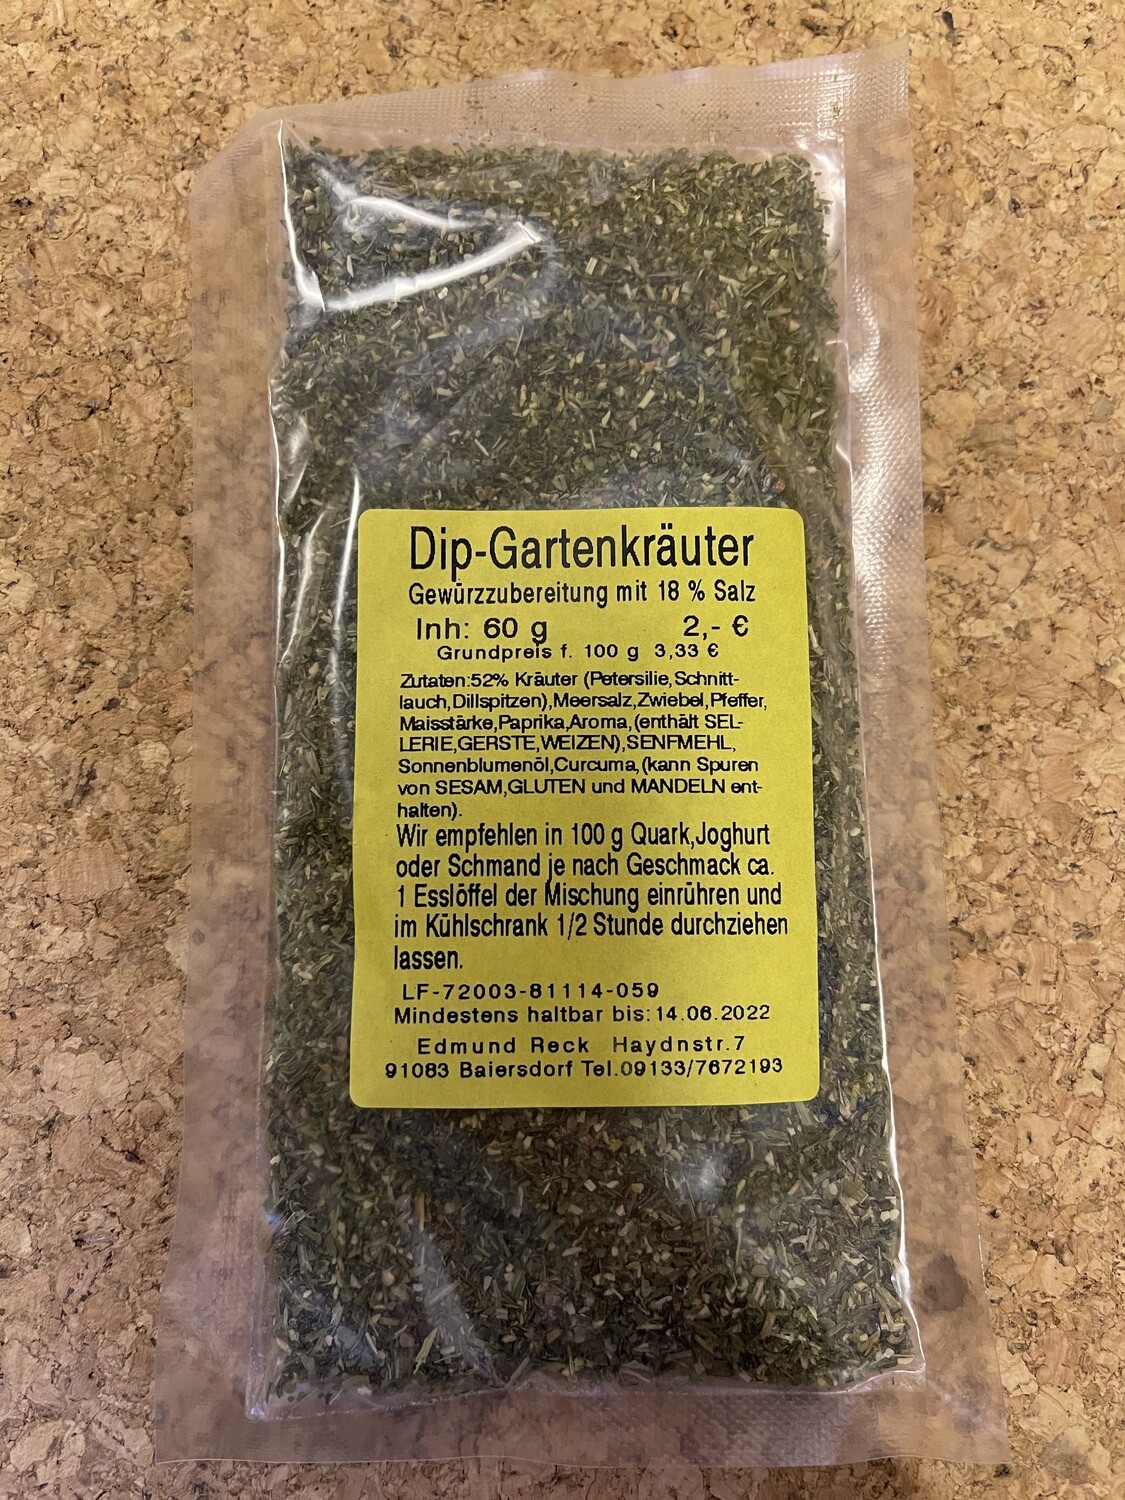 Dip-Gartenkräuter
Gewürzzubereitung mit 18 % Salz
Inh: 60 g 2,- €
Grundpreis f. 100 g 3,33 €
Zutaten:52% Kräuter (Petersilie,Schnitt-
lauch,Dillspitzen),Meersalz,Zwiebel,Pfeffer,
Maisstärke,Paprika,Aroma,(enthält SEL-
LERIE,GERSTE,WEIZEN),SENFMEHL,
Sonnenblumenöl,Curcuma,(kann Spuren
von SESAM,GLUTEN und MANDELN ent-
halten).
Wir empfehlen in 100 g Quark,Joghurt
oder Schmand je nach Geschmack ca.
1 Esslöffel der Mischung einrühren und
im Kühlschrank 1/2 Stunde durchziehen
lassen.
LF-72003-81114-059
Mindestens haltbar bis:14.06.2022
Edmund Reck Haydnstr.7
91083 Baiersdorf Tel.09133/7672193